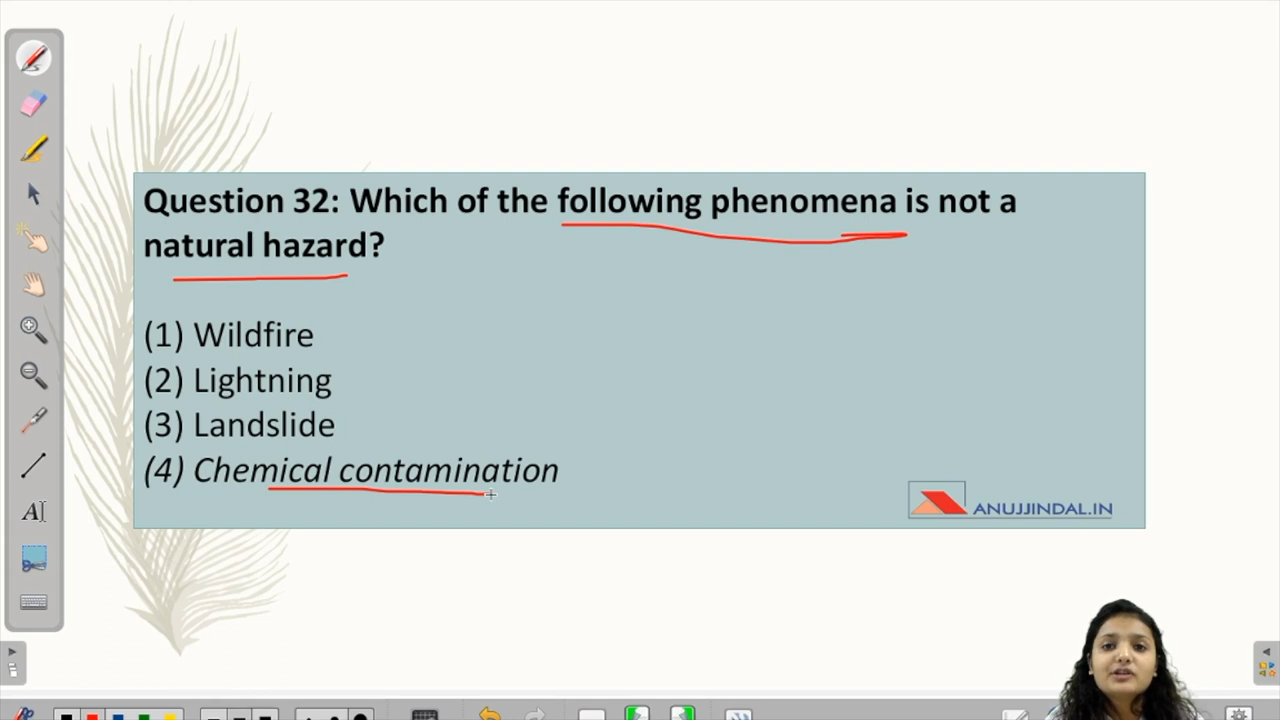 Question 32: Which of the following phenomena is not a
natural hazard?
(1) Wildfire
(2) Lightning
(3) Landslide
(4) Chemical contamination
ANUJJINDAL.IN